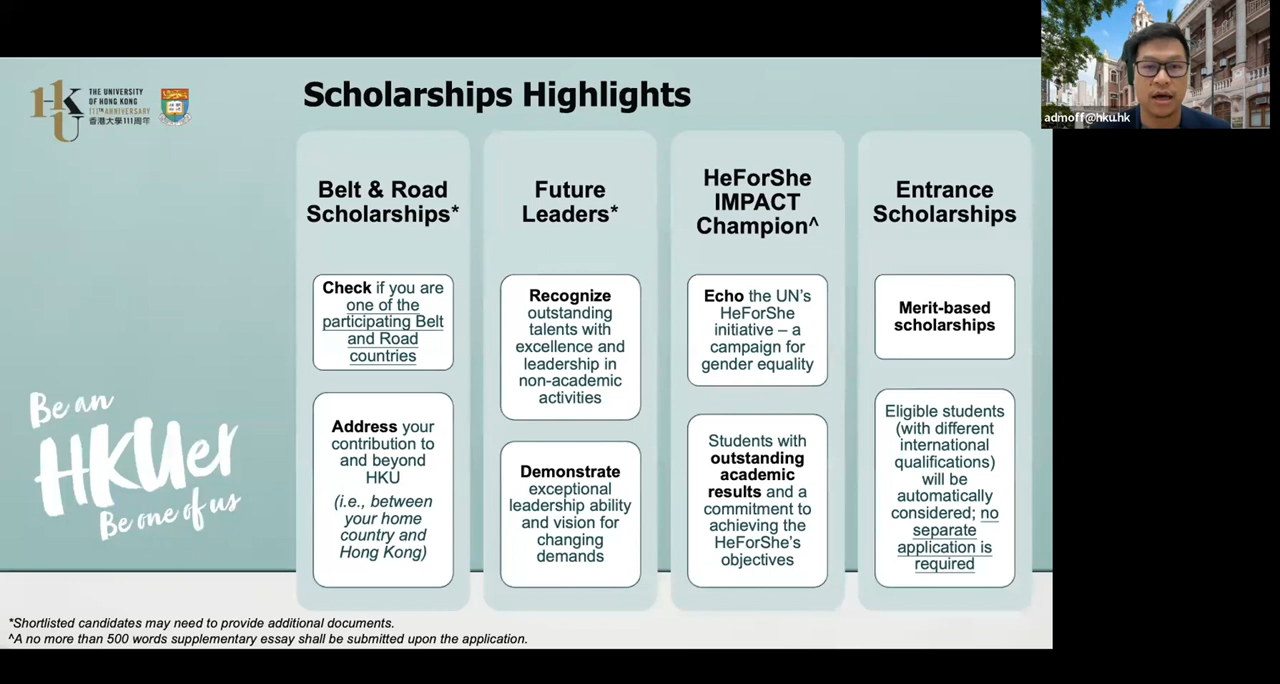 THE UNIVERSITY
OF HONG KONG
111TH ANNIVERSARY
香港大學111周年
HKU
Scholarships Highlights
admoff@hku.hk
Belt & Road
Scholarships*
Check if you are
one of the
participating Belt
and Road
countries
Address your
contribution to
and beyond
HKU
(i.e., between
your home
country and
Hong Kong)
Future
Leaders*
Recognize
outstanding
talents with
excellence and
leadership in
non-academic
activities
Demonstrate
exceptional
leadership ability
and vision for
changing
demands
HeForShe
IMPACT
Champion^
Echo the UN's
HeForShe
initiative – a
campaign for
gender equality
Students with
outstanding
academic
results and a
commitment to
achieving the
HeForShe's
objectives
Entrance
Scholarships
Merit-based
scholarships
Eligible students
(with different
international
qualifications)
will be
automatically
considered; no
separate
application is
required
Be an
HKUer
Be one of us
*Shortlisted candidates may need to provide additional documents.
^A no more than 500 words supplementary essay shall be submitted upon the application.